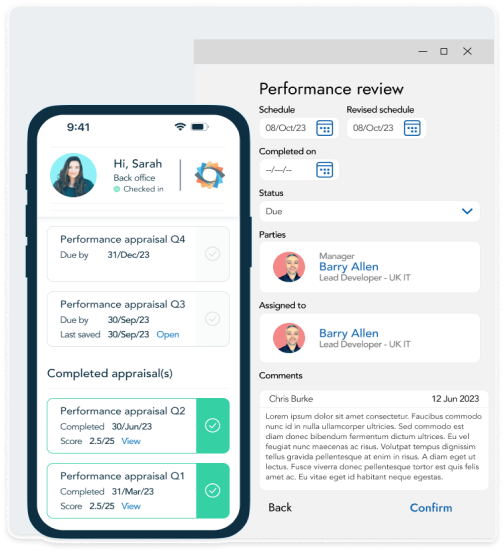 Performance review
Schedule
Revised schedule
08/Oct/23
08/Oct/23
Completed on
--/---/--
Status
Due
Parties
Manager
Barry Allen
Lead Developer - UK IT
Assigned to
Barry Allen
Lead Developer - UK IT
Comments
Chris Burke 12 Jun 2023
Lorem ipsum dolor sit amet consectetur. Faucibus commodo
nunc id in nulla ullamcorper ultricies. Sed commodo est
diam donec bibendum fermentum dictum ultrices. Eu vel
feugiat nunc maecenas ac risus. Volutpat tempus dignissim
tellus gravida pellentesque at enim in risus. A diam eget ut
lectus. Fusce viverra donec pellentesque tortor est quis felis
amet ac. Eu vitae eget id habitant neque egestas.
Back
Confirm
9:41
Hi, Sarah
Back office
Checked in
Performance appraisal Q4
Due by 31/Dec/23
Performance appraisal Q3
Due by 30/Sep/23
Last saved 30/Sep/23 Open
Completed appraisal(s)
Performance appraisal Q2
Completed 30/Jun/23
Score 2.5/25 View
Performance appraisal Q1
Completed 31/Mar/23
Score 2.5/25 View